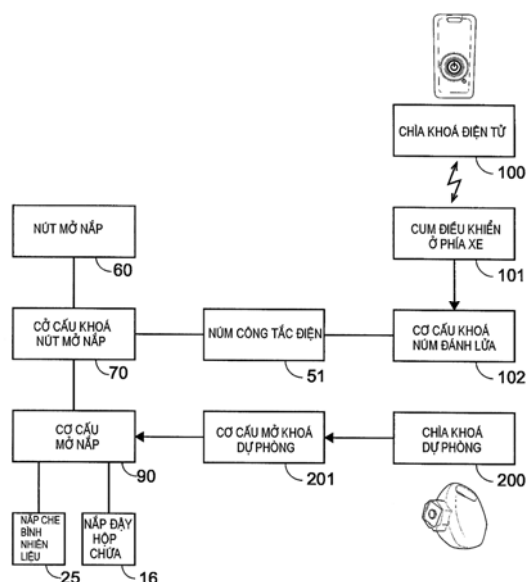 CHÌA KHOÁ ĐIỆN TỬ
100
CUM ĐIỀU KHIỂN
Ở PHÍA XE
101
NÚT MỞ NẮP
60
CỞ CẤU KHOÁ
NÚT MỞ NẮP
70
NÚM CÔNG TẮC ĐIỆN
51
CƠ CẤU KHOÁ
NÚM ĐÁNH LỬA
102
CƠ CẤU
MỞ NẮP
90
CƠ CẤU MỞ KHOÁ
DỰ PHÒNG
201
CHÌA KHOÁ
DỰ PHÒNG
200
NẮP CHE
BÌNH
NHIÊN
LIỆU
25
NẮP ĐẬY
HỘP
CHỨA
16